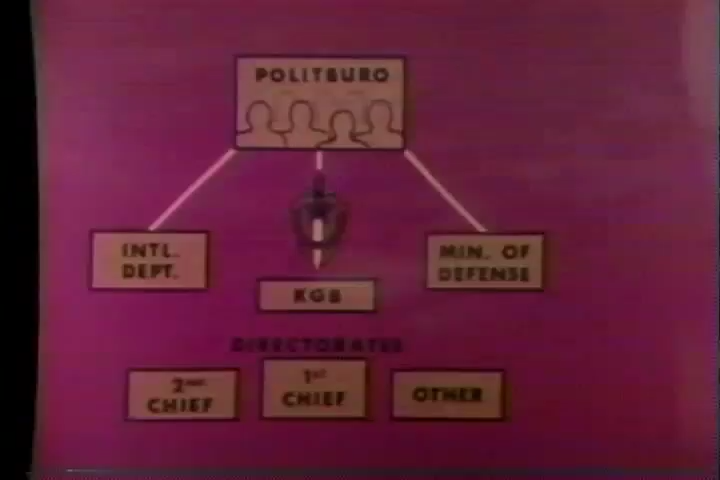 POLITBURO
INTL.
DEPT.
MIN. OF
DEFENSE
KGB
DIRECTORATES
2ND
CHIEF
1ST
CHIEF
OTHER